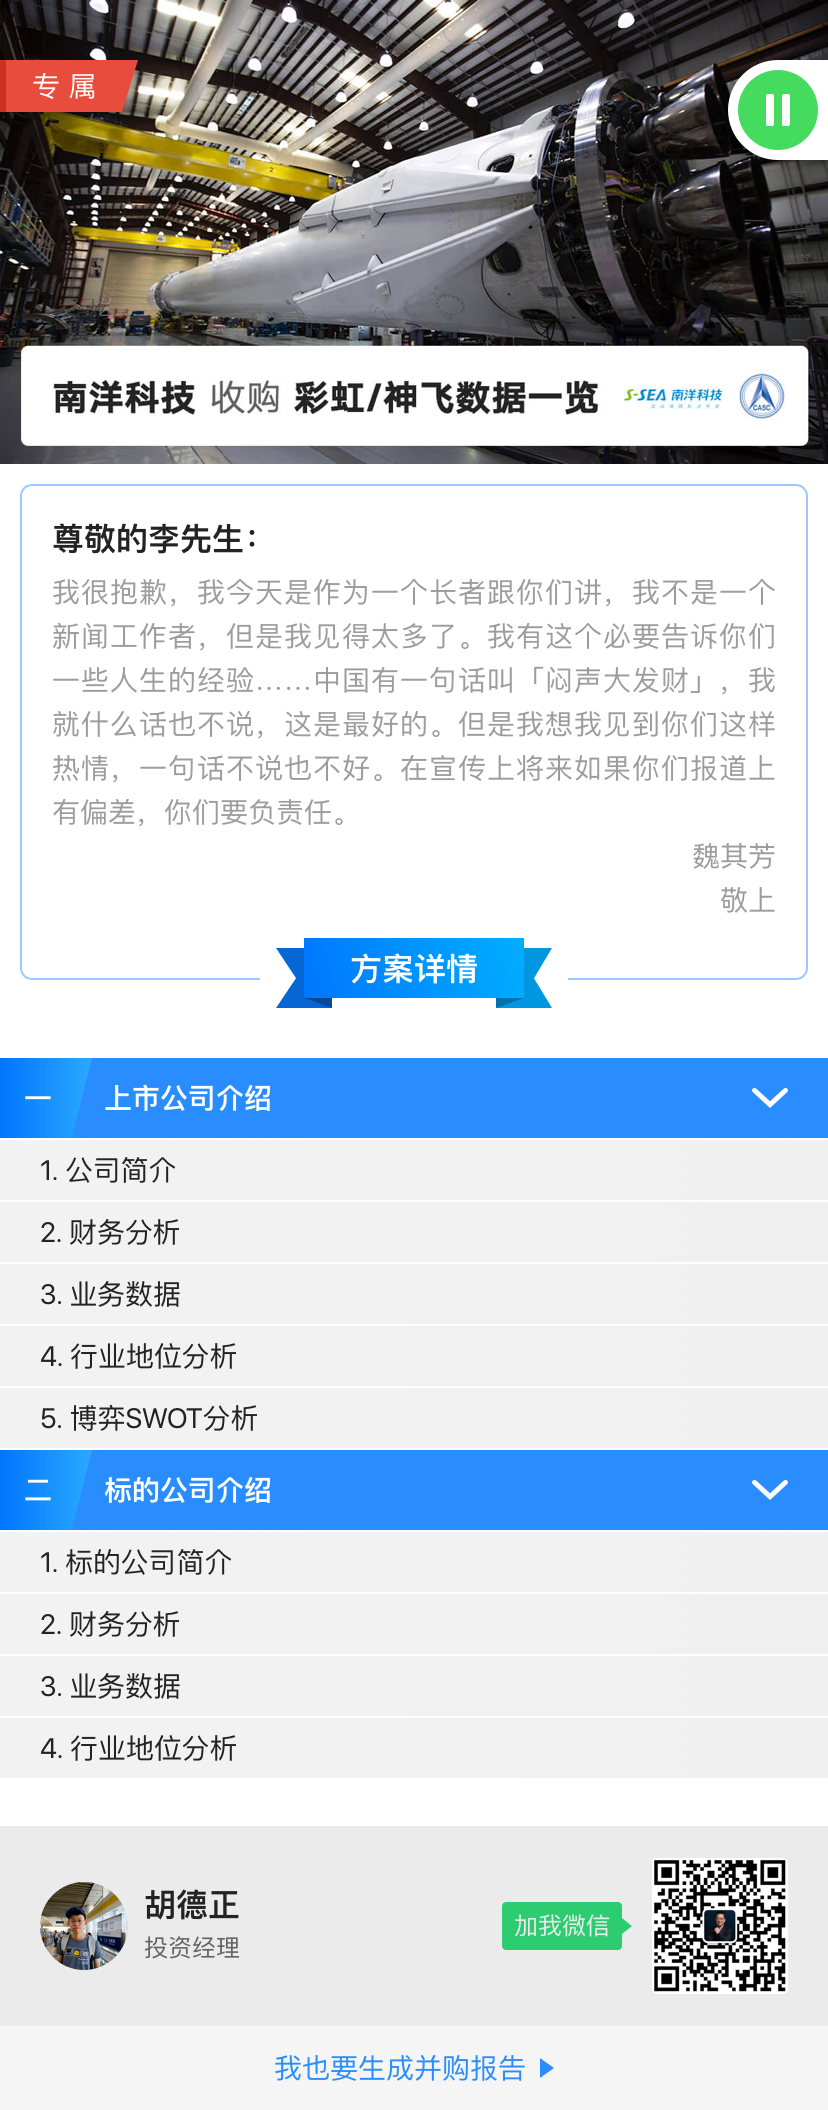 专属
南洋科技 收购 彩虹/神飞数据一览
S-SEA 南洋科技
CASC
尊敬的李先生：
我很抱歉，我今天是作为一个长者跟你们讲，我不是一个
新闻工作者，但是我见得太多了。我有这个必要告诉你们
一些人生的经验……中国有一句话叫「闷声大发财」，我
就什么话也不说，这是最好的。但是我想我见到你们这样
热情，一句话不说也不好。在宣传上将来如果你们报道上
有偏差，你们要负责任。
魏其芳
敬上
方案详情
一 上市公司介绍
1. 公司简介
2. 财务分析
3. 业务数据
4. 行业地位分析
5. 博弈SWOT分析
二 标的公司介绍
1. 标的公司简介
2. 财务分析
3. 业务数据
4. 行业地位分析
胡德正
投资经理
加我微信
我也要生成并购报告